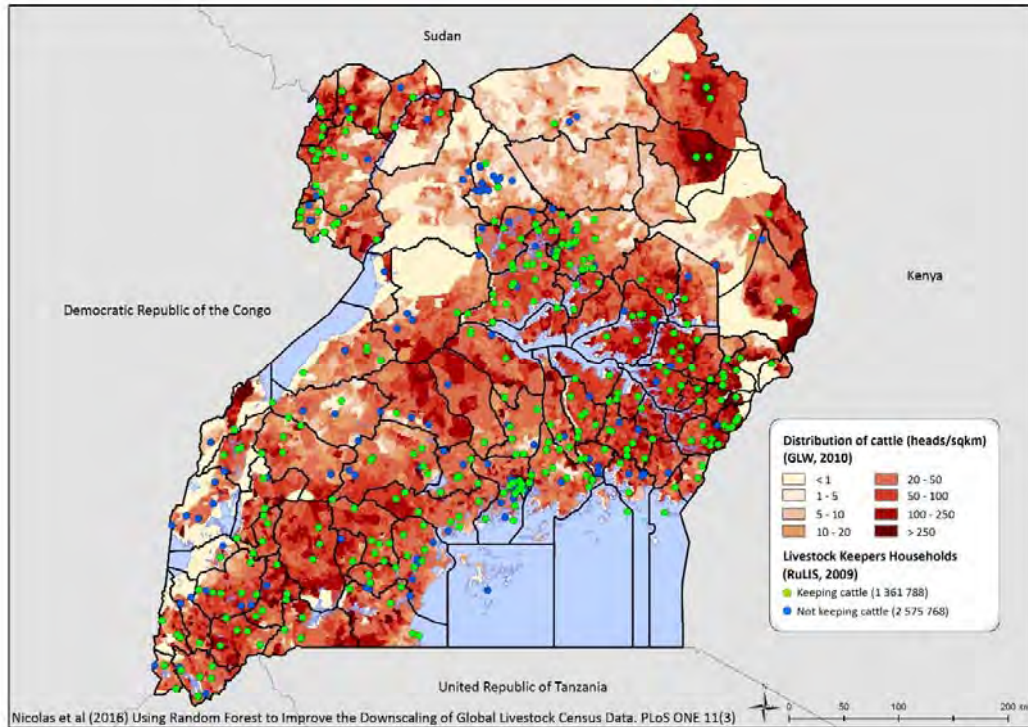 Sudan
Kenya
Democratic Republic of the Congo
Distribution of cattle (heads/sqkm)
(GLW, 2010)
< 1
20 - 50
1 - 5
50 - 100
5 - 10
100 - 250
10 - 20
> 250
Livestock Keepers Households
(RuLIS, 2009)
Keeping cattle (1 361 788)
Not keeping cattle (2 575 768)
United Republic of Tanzania
0 100 200
Nicolas et al (2016) Using Random Forest to Improve the Downscaling of Global Livestock Census Data. PLoS ONE 11(3)